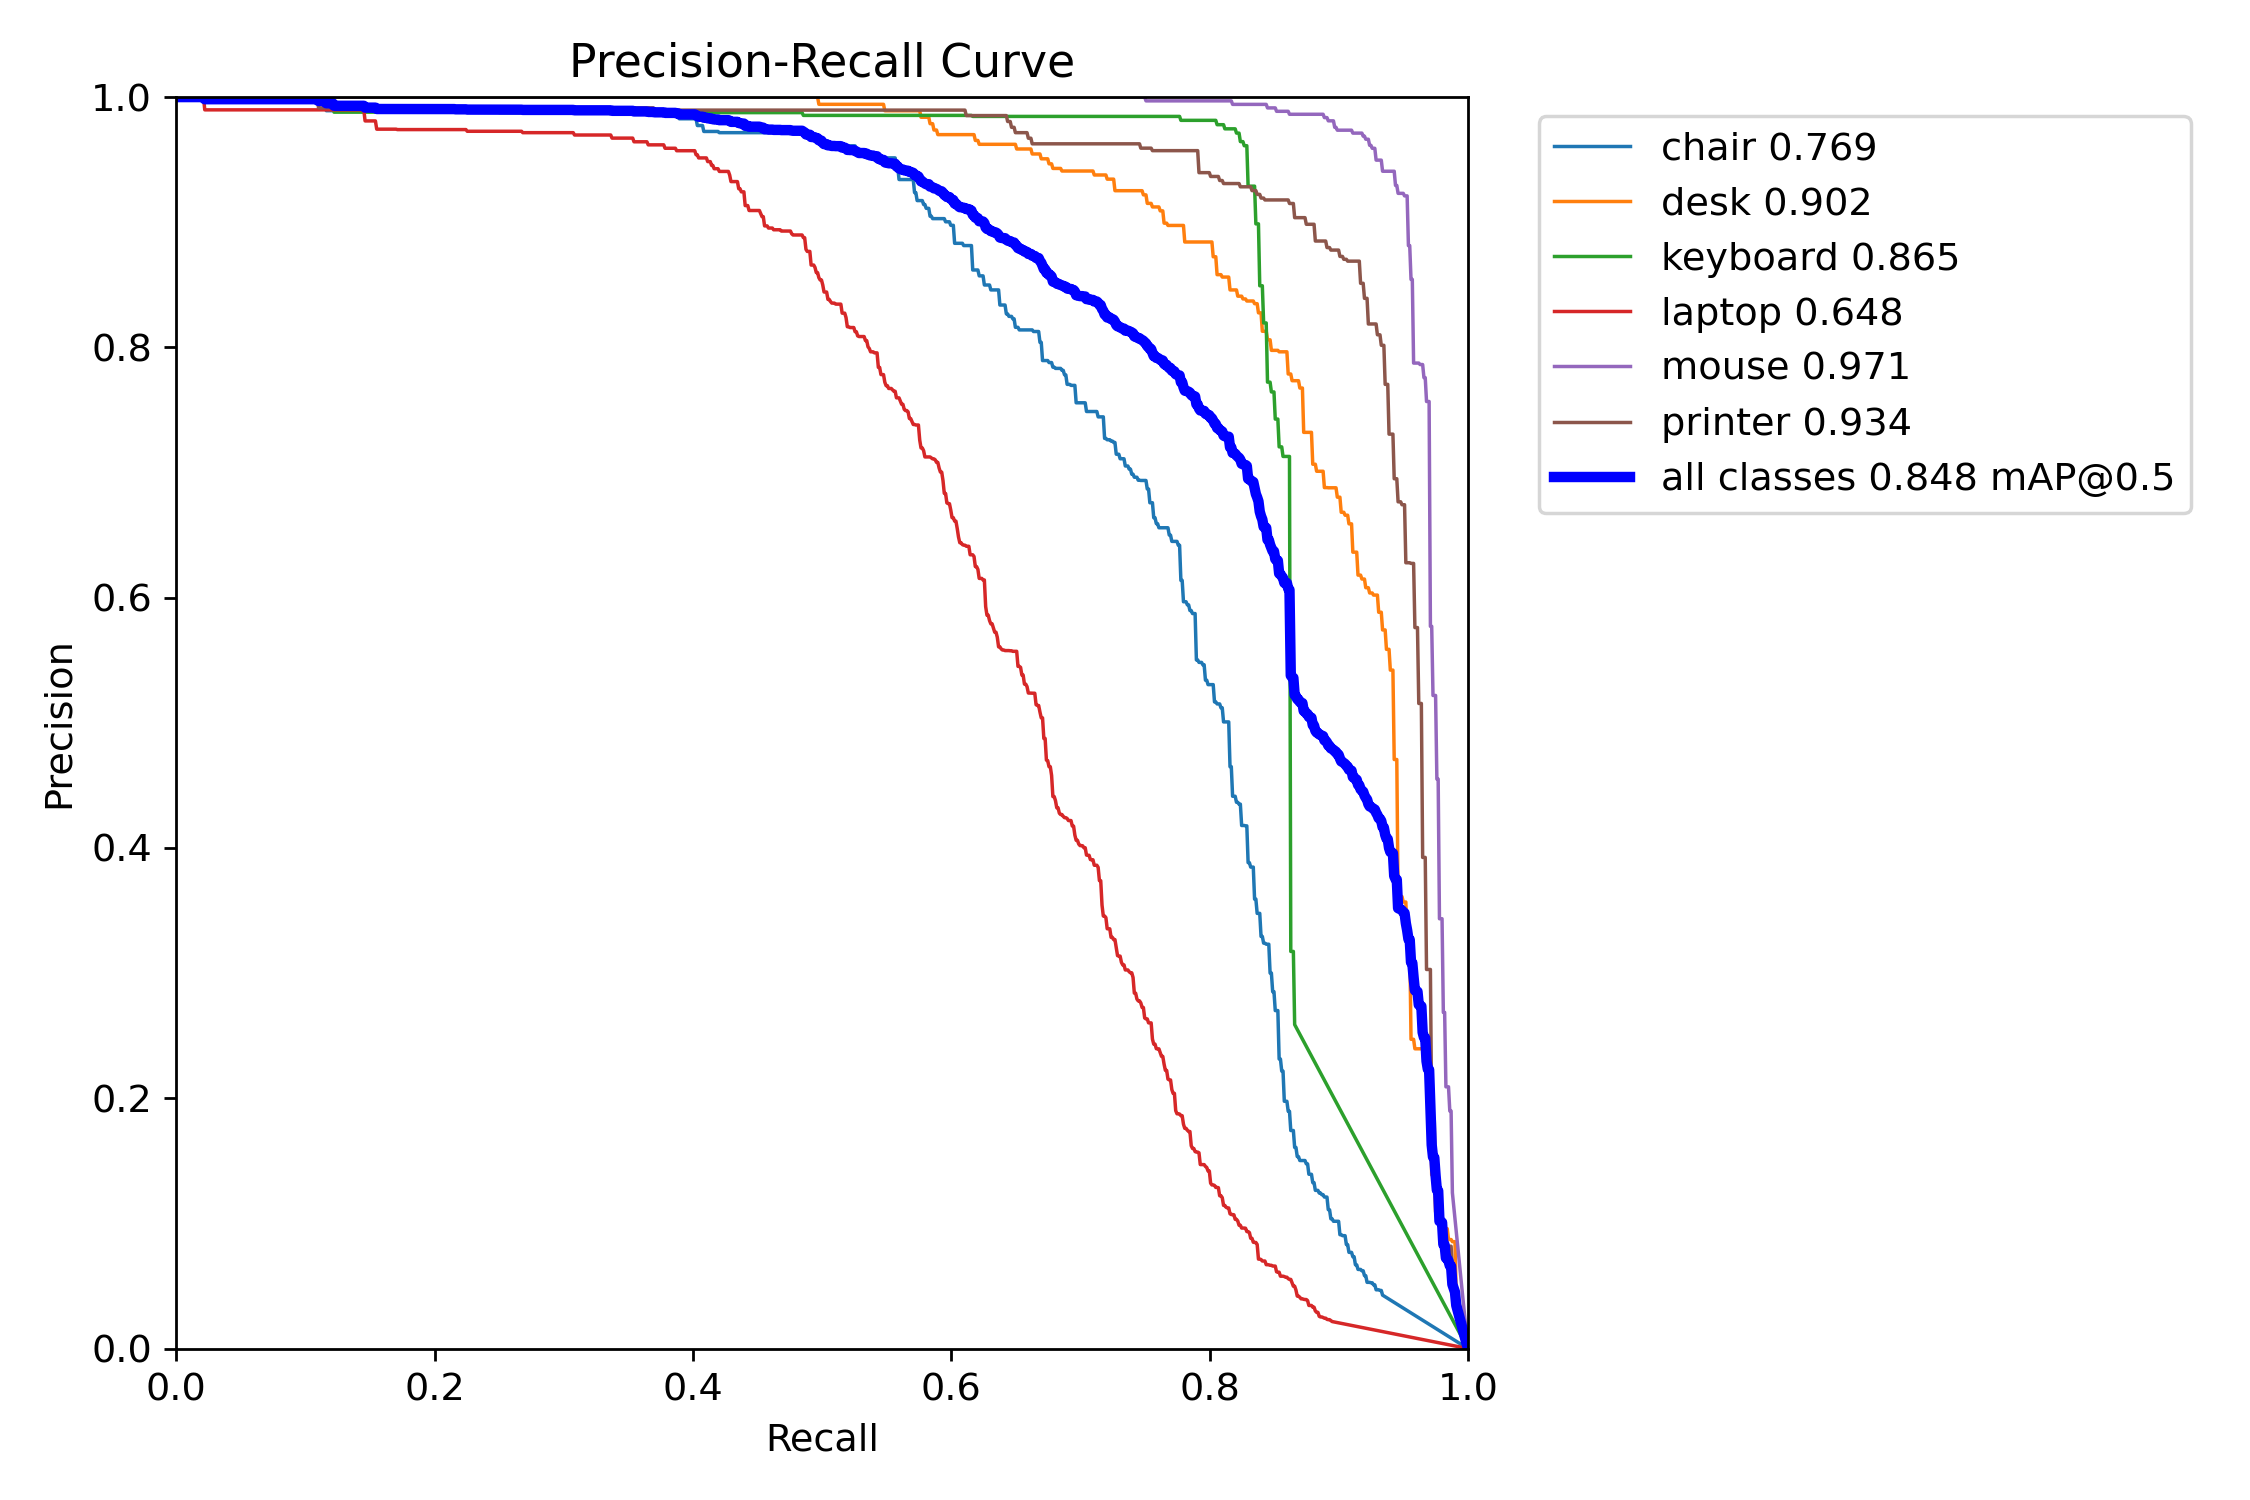 Precision-Recall Curve
1.0
0.8
0.6
0.4
0.2
0.0
Precision
0.0 0.2 0.4 0.6 0.8 1.0
Recall
chair 0.769
desk 0.902
keyboard 0.865
laptop 0.648
mouse 0.971
printer 0.934
all classes 0.848 mAP@0.5